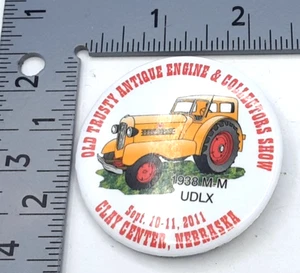 OLD TRUSTY ANTIQUE ENGINE & COLLECTORS SHOW
1938 M-M
UDLX
Sept. 10-11, 2011
CLAY CENTER, NEBRASKA
1
2
3
1
2
3